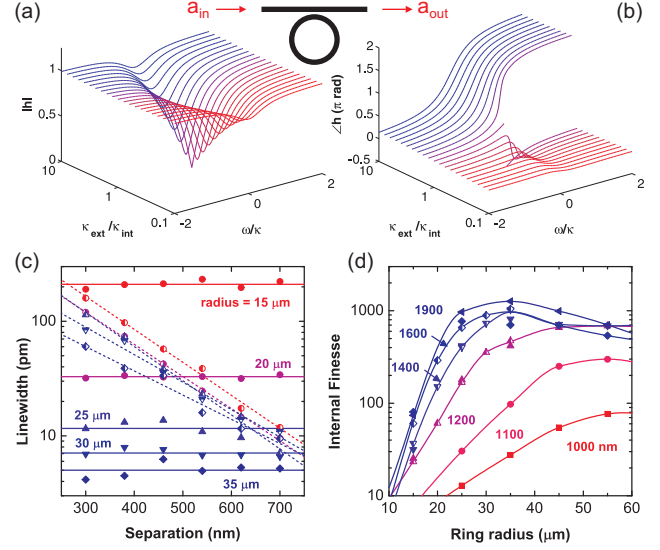 (a)
a_in
a_out
(b)
|h|
1
0.5
0
10
1
0.1
κ_ext/κ_int
-2
0
2
ω/κ
∠h (π rad)
2
1.5
1
0.5
0
-0.5
10
1
0.1
κ_ext/κ_int
-2
0
2
ω/κ
(c)
Linewidth (pm)
100
10
radius = 15 μm
20 μm
25 μm
30 μm
35 μm
300 400 500 600 700
Separation (nm)
(d)
Internal Finesse
1000
100
10
1900
1600
1400
1200
1100
1000 nm
10 20 30 40 50 60
Ring radius (μm)